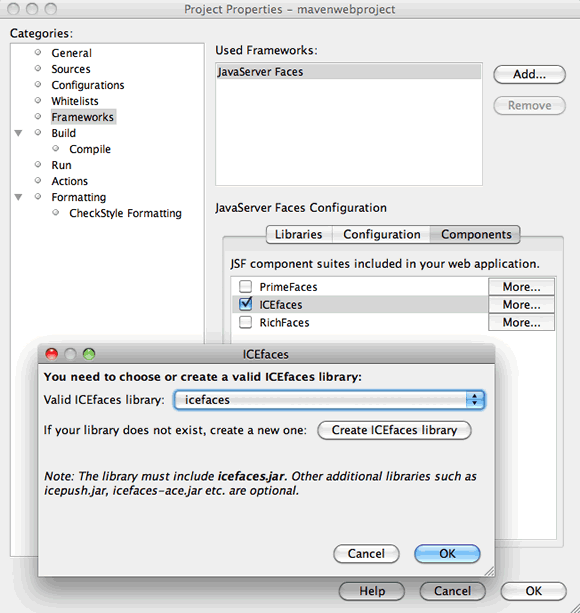 Project Properties – mavenwebproject
Categories:
General
Sources
Configurations
Whitelists
Frameworks
Build
Compile
Run
Actions
Formatting
CheckStyle Formatting
Used Frameworks:
JavaServer Faces
Add...
Remove
JavaServer Faces Configuration
Libraries
Configuration
Components
JSF component suites included in your web application.
PrimeFaces
More...
ICEfaces
More...
RichFaces
More...
ICEfaces
You need to choose or create a valid ICEfaces library:
Valid ICEfaces library:
icefaces
If your library does not exist, create a new one:
Create ICEfaces library
Note: The library must include icefaces.jar. Other additional libraries such as
icepush.jar, icefaces-ace.jar etc. are optional.
Cancel
OK
Help
Cancel
OK